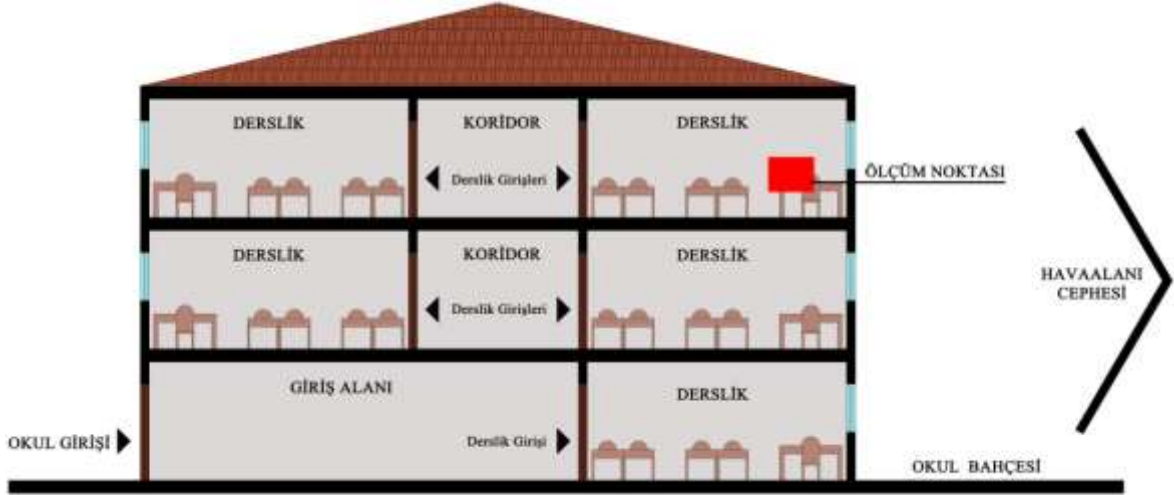 DERSLİK
KORİDOR
DERSLİK
Derslik Girişleri
ÖLÇÜM NOKTASI
DERSLİK
KORİDOR
DERSLİK
Derslik Girişleri
HAVAALANI
CEPHESİ
GİRİŞ ALANI
DERSLİK
OKUL GİRİŞİ
Derslik Girişi
OKUL BAHÇESİ